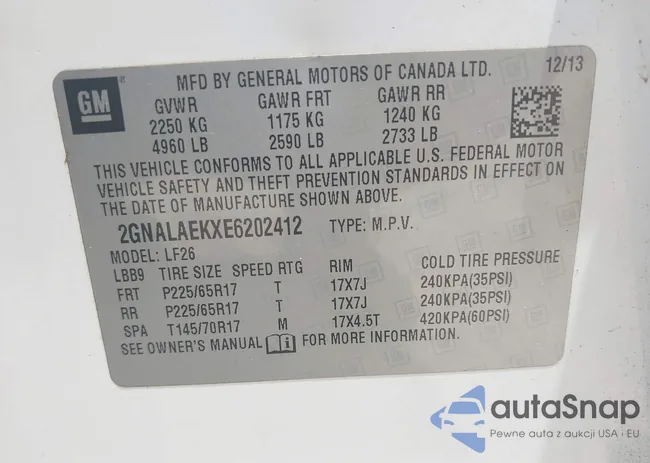 GM
MFD BY GENERAL MOTORS OF CANADA LTD. 12/13
GVWR GAWR FRT GAWR RR
2250 KG 1175 KG 1240 KG
4960 LB 2590 LB 2733 LB
THIS VEHICLE CONFORMS TO ALL APPLICABLE U.S. FEDERAL MOTOR
VEHICLE SAFETY AND THEFT PREVENTION STANDARDS IN EFFECT ON
THE DATE OF MANUFACTURE SHOWN ABOVE.
2GNALAEKXE6202412 TYPE: M.P.V.
MODEL: LF26
LBB9 TIRE SIZE SPEED RTG RIM COLD TIRE PRESSURE
FRT P225/65R17 T 17X7J 240KPA(35PSI)
RR P225/65R17 T 17X7J 240KPA(35PSI)
SPA T145/70R17 M 17X4.5T 420KPA(60PSI)
SEE OWNER'S MANUAL i FOR MORE INFORMATION.
autaSnap
Pewne auta z aukcji USA i EU